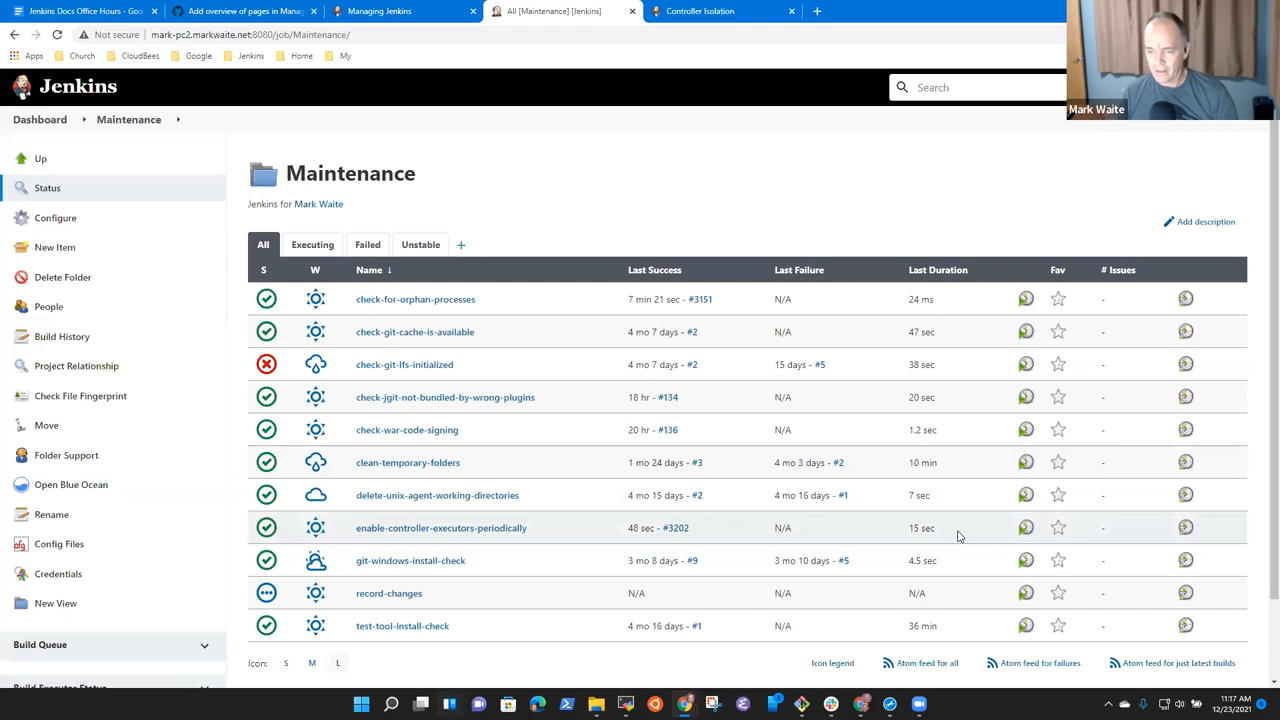 Jenkins Docs Office Hours - Goo
Add overview of pages in Manag
Managing Jenkins
All [Maintenance] [Jenkins]
Controller Isolation
Not secure
mark-pc2.markwaite.net:8080/job/Maintenance/
Apps
Church
CloudBees
Google
Jenkins
Home
My
Jenkins
Search
Mark Waite
Dashboard
Maintenance
Up
Status
Configure
New Item
Delete Folder
People
Build History
Project Relationship
Check File Fingerprint
Move
Folder Support
Open Blue Ocean
Rename
Config Files
Credentials
New View
Build Queue
Build Executor Status
Maintenance
Jenkins for Mark Waite
Add description
All Executing Failed Unstable +
S W Name ↓ Last Success Last Failure Last Duration Fav # Issues
check-for-orphan-processes 7 min 21 sec - #3151 N/A 24 ms -
check-git-cache-is-available 4 mo 7 days - #2 N/A 47 sec -
check-git-lfs-initialized 4 mo 7 days - #2 15 days - #5 38 sec -
check-jgit-not-bundled-by-wrong-plugins 18 hr - #134 N/A 20 sec -
check-war-code-signing 20 hr - #136 N/A 1.2 sec -
clean-temporary-folders 1 mo 24 days - #3 4 mo 3 days - #2 10 min -
delete-unix-agent-working-directories 4 mo 15 days - #2 4 mo 16 days - #1 7 sec -
enable-controller-executors-periodically 48 sec - #3202 N/A 15 sec -
git-windows-install-check 3 mo 8 days - #9 3 mo 10 days - #5 4.5 sec -
record-changes N/A N/A N/A -
test-tool-install-check 4 mo 16 days - #1 N/A 36 min -
Icon: S M L
Icon legend
Atom feed for all
Atom feed for failures
Atom feed for just latest builds
11:17 AM
12/23/2021